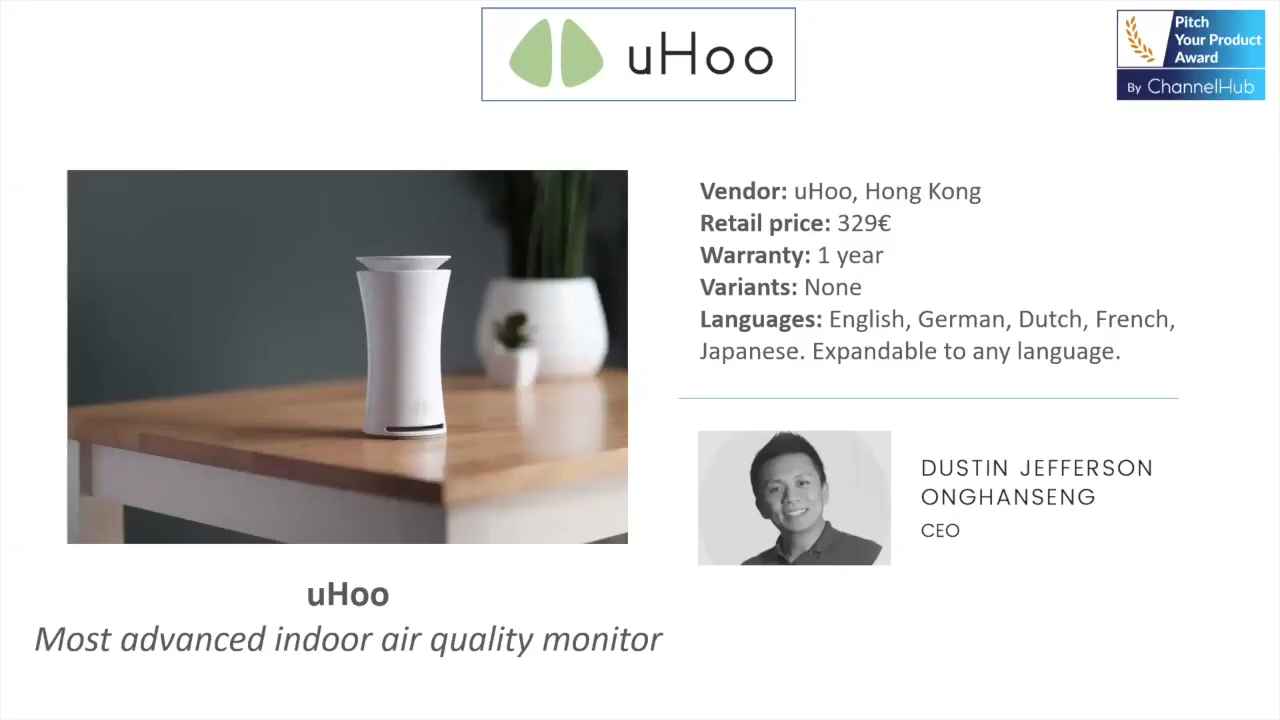 uHoo
Pitch
Your Product
Award
By ChannelHub
Vendor: uHoo, Hong Kong
Retail price: 329€
Warranty: 1 year
Variants: None
Languages: English, German, Dutch, French,
Japanese. Expandable to any language.
DUSTIN JEFFERSON
ONGHANSENG
CEO
uHoo
Most advanced indoor air quality monitor